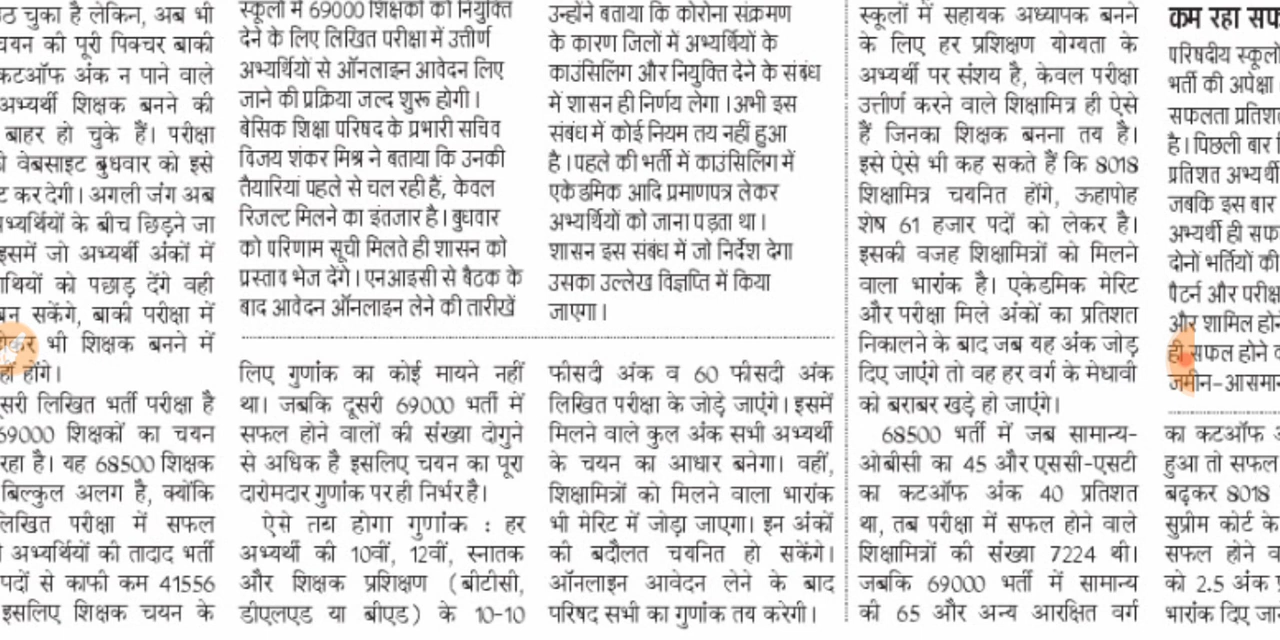 ठ चुका है लेकिन, अब भी
चयन की पूरी पिक्चर बाकी
कटऑफ अंक न पाने वाले
अभ्यर्थी शिक्षक बनने की
बाहर हो चुके हैं। परीक्षा
वेबसाइट बुधवार को इसे
कर देगी। अगली जंग अब
अभ्यर्थियों के बीच छिड़ने जा
इसमें जो अभ्यर्थी अंकों में
को पछाड़ देंगे वही
बन सकेंगे, बाकी परीक्षा में
होकर भी शिक्षक बनने में
होंगे।
सरी लिखित भर्ती परीक्षा है
69000 शिक्षकों का चयन
रहा है। यह 68500 शिक्षक
बिल्कुल अलग है, क्योंकि
लिखित परीक्षा में सफल
अभ्यर्थियों की तादाद भर्ती
पदों से काफी कम 41556
इसलिए शिक्षक चयन के
स्कूलों में 69000 शिक्षकों को नियुक्ति
देने के लिए लिखित परीक्षा में उत्तीर्ण
अभ्यर्थियों से ऑनलाइन आवेदन लिए
जाने की प्रक्रिया जल्द शुरू होगी।
बेसिक शिक्षा परिषद के प्रभारी सचिव
विजय शंकर मिश्र ने बताया कि उनकी
तैयारियां पहले से चल रही है, केवल
रिजल्ट मिलने का इंतजार है। बुधवार
को परिणाम सूची मिलते ही शासन को
प्रस्ताव भेज देंगे। एनआइसी से बैठक के
बाद आवेदन ऑनलाइन लेने की तारीखें
उन्होंने बताया कि कोरोना संक्रमण
के कारण जिलों में अभ्यर्थियों के
काउंसिलिंग और नियुक्ति देने के संबंध
में शासन ही निर्णय लेगा। अभी इस
संबंध में कोई नियम तय नहीं हुआ
है। पहले की भर्ती में काउंसिलिंग में
एकेडमिक आदि प्रमाणपत्र लेकर
अभ्यर्थियों को जाना पड़ता था।
शासन इस संबंध में जो निर्देश देगा
उसका उल्लेख विज्ञप्ति में किया
जाएगा।
लिए गुणांक का कोई मायने नहीं
था। जबकि दूसरी 69000 भर्ती में
सफल होने वालों की संख्या दोगुने
से अधिक है इसलिए चयन का पूरा
दारोमदार गुणांक पर ही निर्भर है।
ऐसे तय होगा गुणांक : हर
अभ्यर्थी की 10वीं, 12वीं, स्नातक
और शिक्षक प्रशिक्षण (बीटीसी,
डीएलएड या बीएड) के 10-10
फीसदी अंक व 60 फीसदी अंक
लिखित परीक्षा के जोड़े जाएंगे। इसमें
मिलने वाले कुल अंक सभी अभ्यर्थी
के चयन का आधार बनेगा। वहीं,
शिक्षामित्रों को मिलने वाला भारांक
भी मेरिट में जोड़ा जाएगा। इन अंकों
की बदौलत चयनित हो सकेंगे।
ऑनलाइन आवेदन लेने के बाद
परिषद सभी का गुणांक तय करेगी।
स्कूलों में सहायक अध्यापक बनने
के लिए हर प्रशिक्षण योग्यता के
अभ्यर्थी पर संशय है, केवल परीक्षा
उत्तीर्ण करने वाले शिक्षामित्र ही ऐसे
हैं जिनका शिक्षक बनना तय है।
इसे ऐसे भी कह सकते हैं कि 8018
शिक्षामित्र चयनित होंगे, ऊहापोह
शेष 61 हजार पदों को लेकर है।
इसकी वजह शिक्षामित्रों को मिलने
वाला भारांक है। एकेडमिक मेरिट
और परीक्षा मिले अंकों का प्रतिशत
निकालने के बाद जब यह अंक जोड़
दिए जाएंगे तो वह हर वर्ग के मेधावी
को बराबर खड़े हो जाएंगे।
68500 भर्ती में जब सामान्य-
ओबीसी का 45 और एससी-एसटी
का कटऑफ अंक 40 प्रतिशत
था, तब परीक्षा में सफल होने वाले
शिक्षामित्रों की संख्या 7224 थी।
जबकि 69000 भर्ती में सामान्य
की 65 और अन्य आरक्षित वर्ग
कम रहा सफ
परिषदीय स्कूलों
भर्ती की अपेक्षा
सफलता प्रतिशत
है। पिछली बार
प्रतिशत अभ्यर्थी
जबकि इस बार
अभ्यर्थी ही सफ
दोनों भर्तियों की
पैटर्न और परीक्षा
और शामिल होने
ही सफल होने
जमीन-आसमान
का कटऑफ
हुआ तो सफल
बढ़कर 8018
सुप्रीम कोर्ट के
सफल होने
को 2.5 अंक
भारांक दिए जा